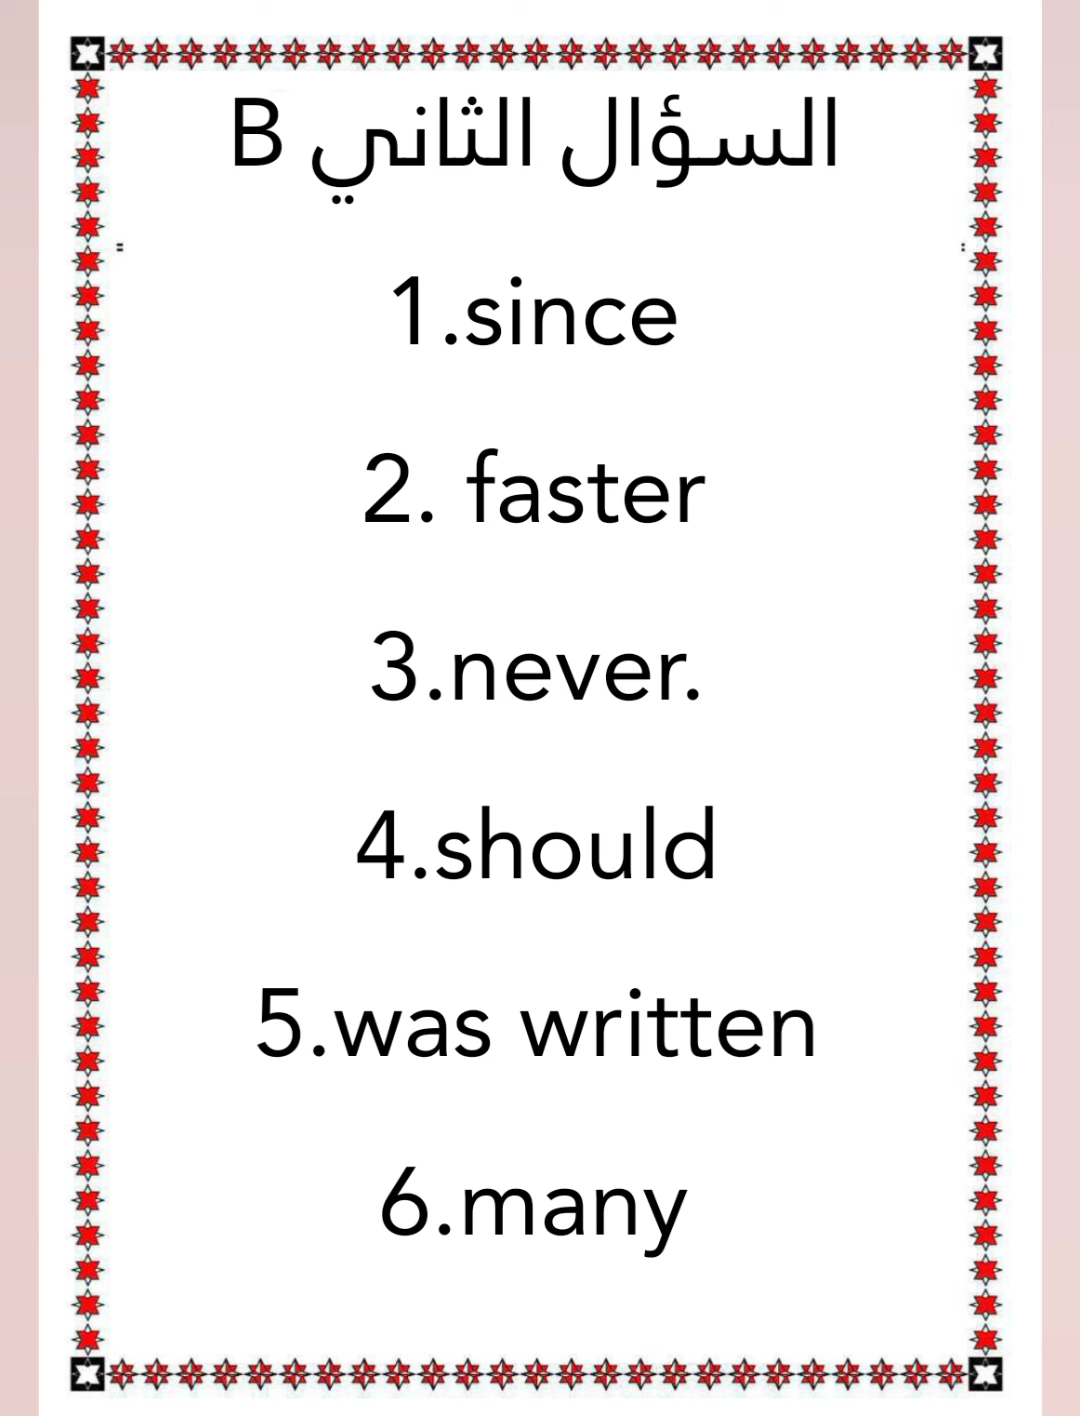 السؤال الثاني B
1.since
2. faster
3.never.
4.should
5.was written
6.many